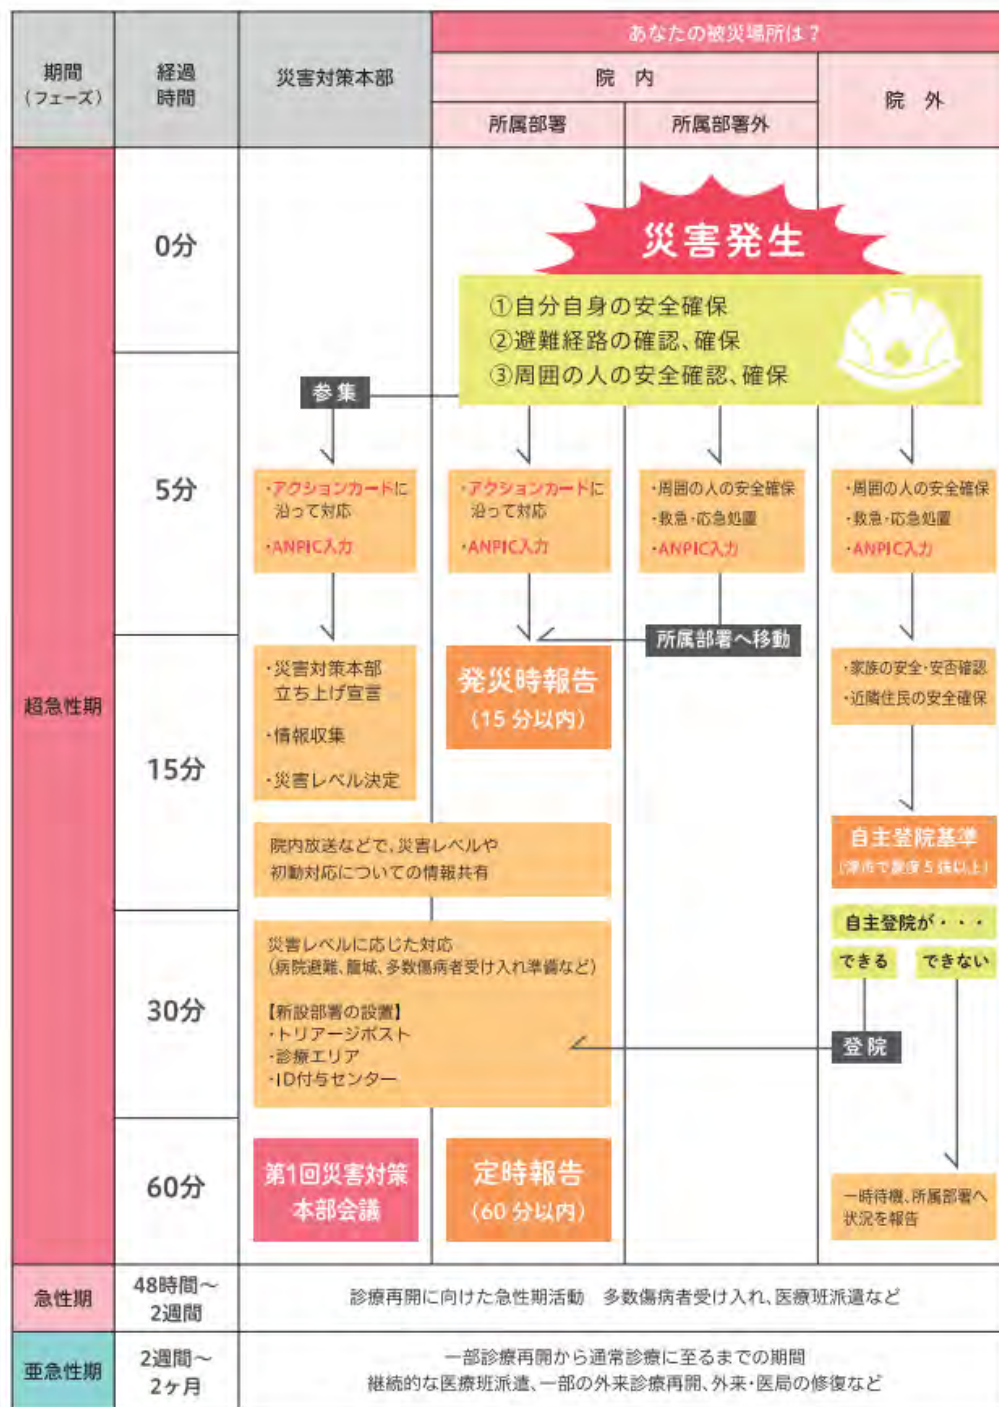 あなたの被災場所は？
期間
（フェーズ）
経過
時間
災害対策本部
院 内
院 外
所属部署
所属部署外
超急性期
0分
災害発生
①自分自身の安全確保
②避難経路の確認、確保
③周囲の人の安全確認、確保
参集
5分
・アクションカードに
沿って対応
・ANPIC入力
・アクションカードに
沿って対応
・ANPIC入力
・周囲の人の安全確保
・救急・応急処置
・ANPIC入力
・周囲の人の安全確保
・救急・応急処置
・ANPIC入力
所属部署へ移動
15分
・災害対策本部
立ち上げ宣言
・情報収集
・災害レベル決定
発災時報告
（15分以内）
・家族の安全・安否確認
・近隣住民の安全確保
院内放送などで、災害レベルや
初動対応についての情報共有
自主登院基準
（津市で震度5強以上）
自主登院が・・・
できる
できない
登院
30分
災害レベルに応じた対応
（病院避難、籠城、多数傷病者受け入れ準備など）
【新設部署の設置】
・トリアージポスト
・診療エリア
・ID付与センター
60分
第1回災害対策
本部会議
定時報告
（60分以内）
一時待機、所属部署へ
状況を報告
急性期
48時間〜
2週間
診療再開に向けた急性期活動 多数傷病者受け入れ、医療班派遣など
亜急性期
2週間〜
2ヶ月
一部診療再開から通常診療に至るまでの期間
継続的な医療班派遣、一部の外来診療再開、外来・医局の修復など